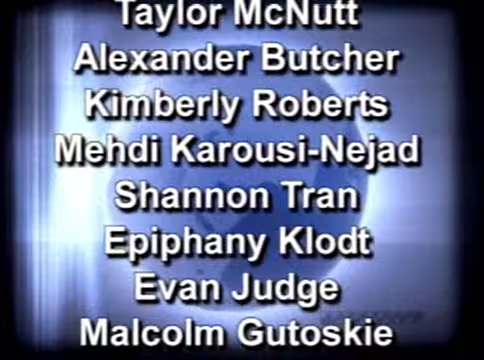 Taylor McNutt
Alexander Butcher
Kimberly Roberts
Mehdi Karousi-Nejad
Shannon Tran
Epiphany Klodt
Evan Judge
Malcolm Gutoskie